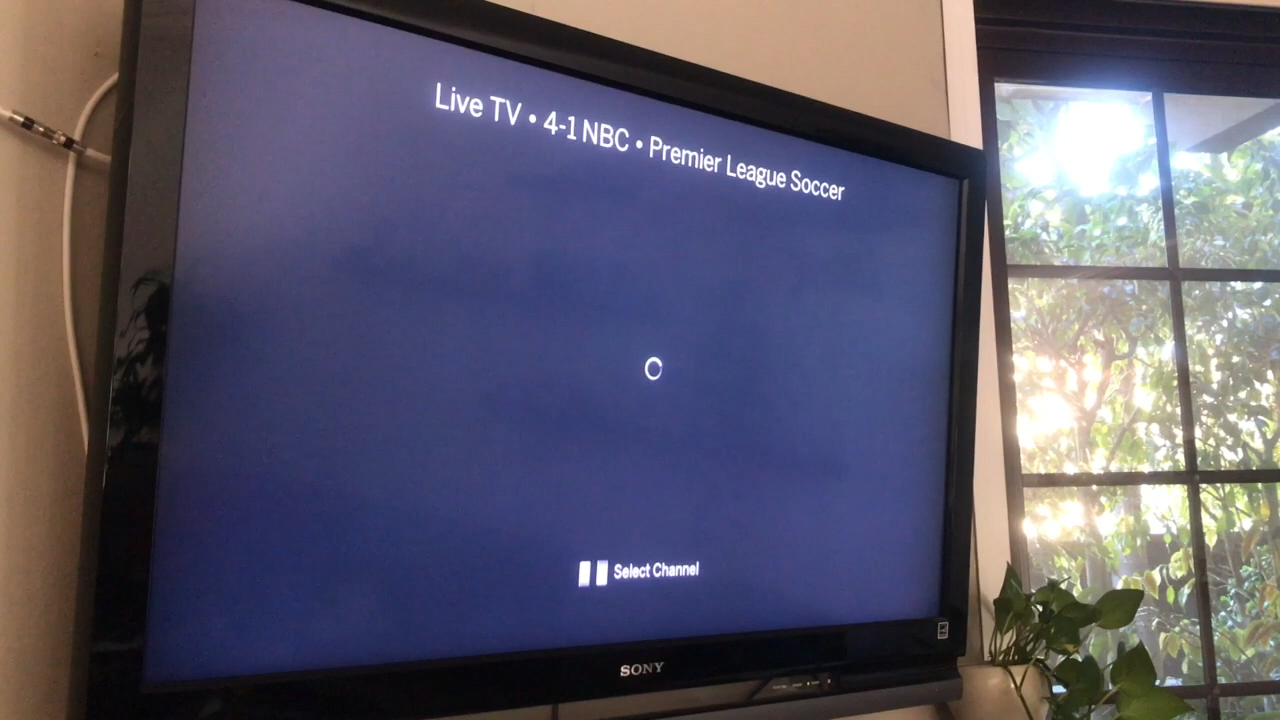 Live TV • 4-1 NBC • Premier League Soccer
Select Channel
SONY